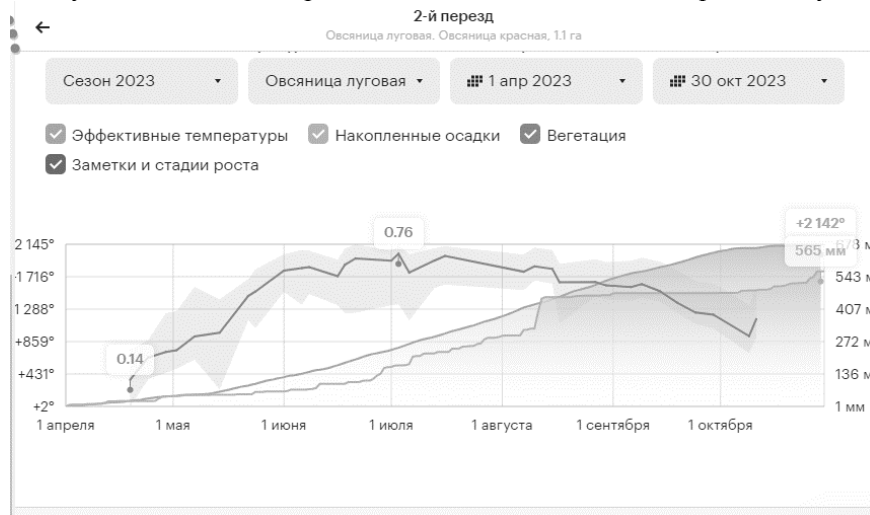 2-й перезд
Овсяница луговая. Овсяница красная, 1.1 га
Сезон 2023
Овсяница луговая
1 апр 2023
30 окт 2023
Эффективные температуры
Накопленные осадки
Вегетация
Заметки и стадии роста
+2 142°
0.76
2 145°
565 мм
1716°
543 м
1 288°
407 м
+859°
272 м
0.14
+431°
136 м
+2°
1 мм
1 апреля
1 мая
1 июня
1 июля
1 августа
1 сентября
1 октября